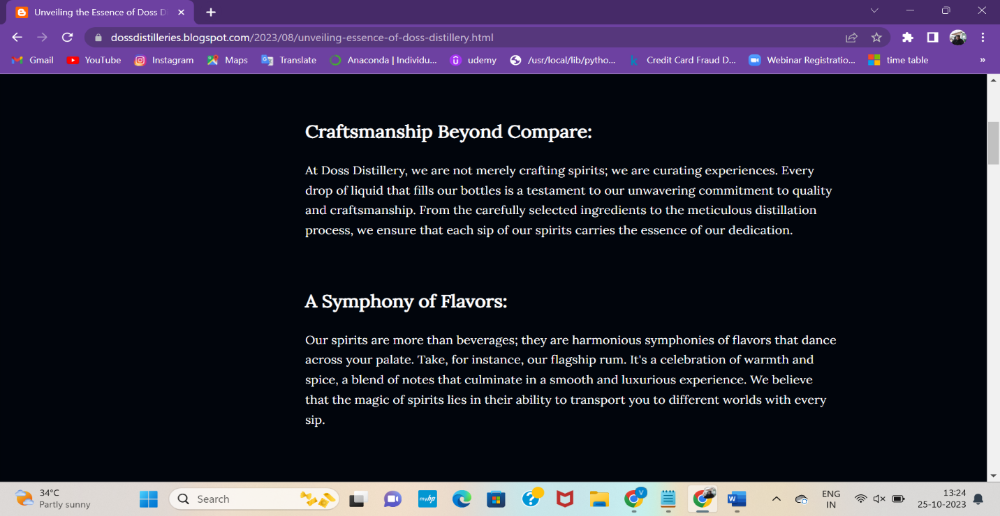 Unveiling the Essence of Doss D
dossdistilleries.blogspot.com/2023/08/unveiling-essence-of-doss-distillery.html
Gmail YouTube Instagram Maps Translate Anaconda | Individu... udemy /usr/local/lib/pytho... Credit Card Fraud D... Webinar Registratio... time table »
Craftsmanship Beyond Compare:
At Doss Distillery, we are not merely crafting spirits; we are curating experiences. Every
drop of liquid that fills our bottles is a testament to our unwavering commitment to quality
and craftsmanship. From the carefully selected ingredients to the meticulous distillation
process, we ensure that each sip of our spirits carries the essence of our dedication.
A Symphony of Flavors:
Our spirits are more than beverages; they are harmonious symphonies of flavors that dance
across your palate. Take, for instance, our flagship rum. It's a celebration of warmth and
spice, a blend of notes that culminate in a smooth and luxurious experience. We believe
that the magic of spirits lies in their ability to transport you to different worlds with every
sip.
34°C
Partly sunny
Search
myhp
V
W
ENG
IN
13:24
25-10-2023